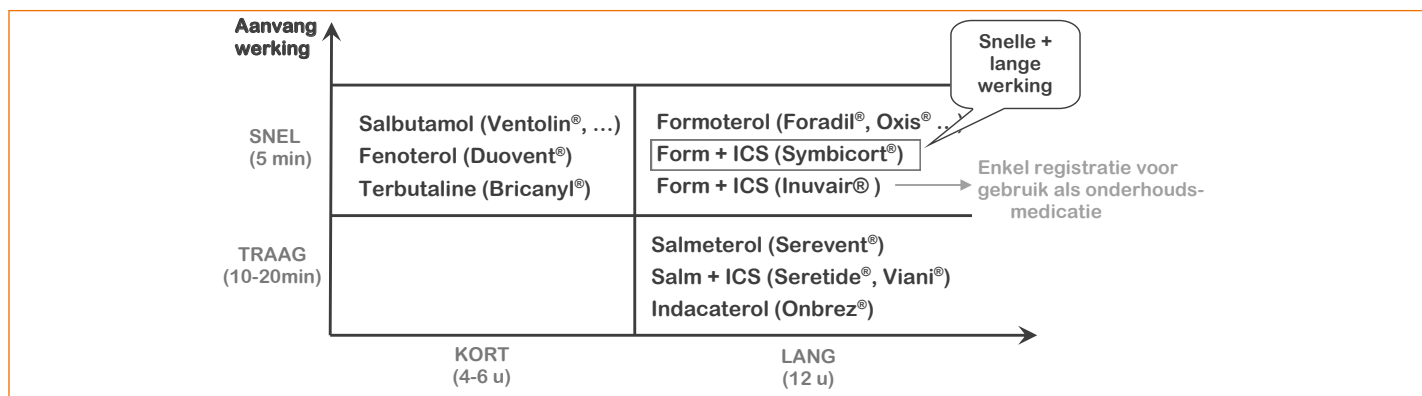 Aanvang
werking
Snelle +
lange
werking
SNEL
(5 min)
Salbutamol (Ventolin®, …)
Fenoterol (Duovent®)
Terbutaline (Bricanyl®)
Formoterol (Foradil®, Oxis® …)
Form + ICS (Symbicort®)
Form + ICS (Inuvair® )
Enkel registratie voor
gebruik als onderhouds-
medicatie
TRAAG
(10-20min)
Salmeterol (Serevent®)
Salm + ICS (Seretide®, Viani®)
Indacaterol (Onbrez®)
KORT
(4-6 u)
LANG
(12 u)